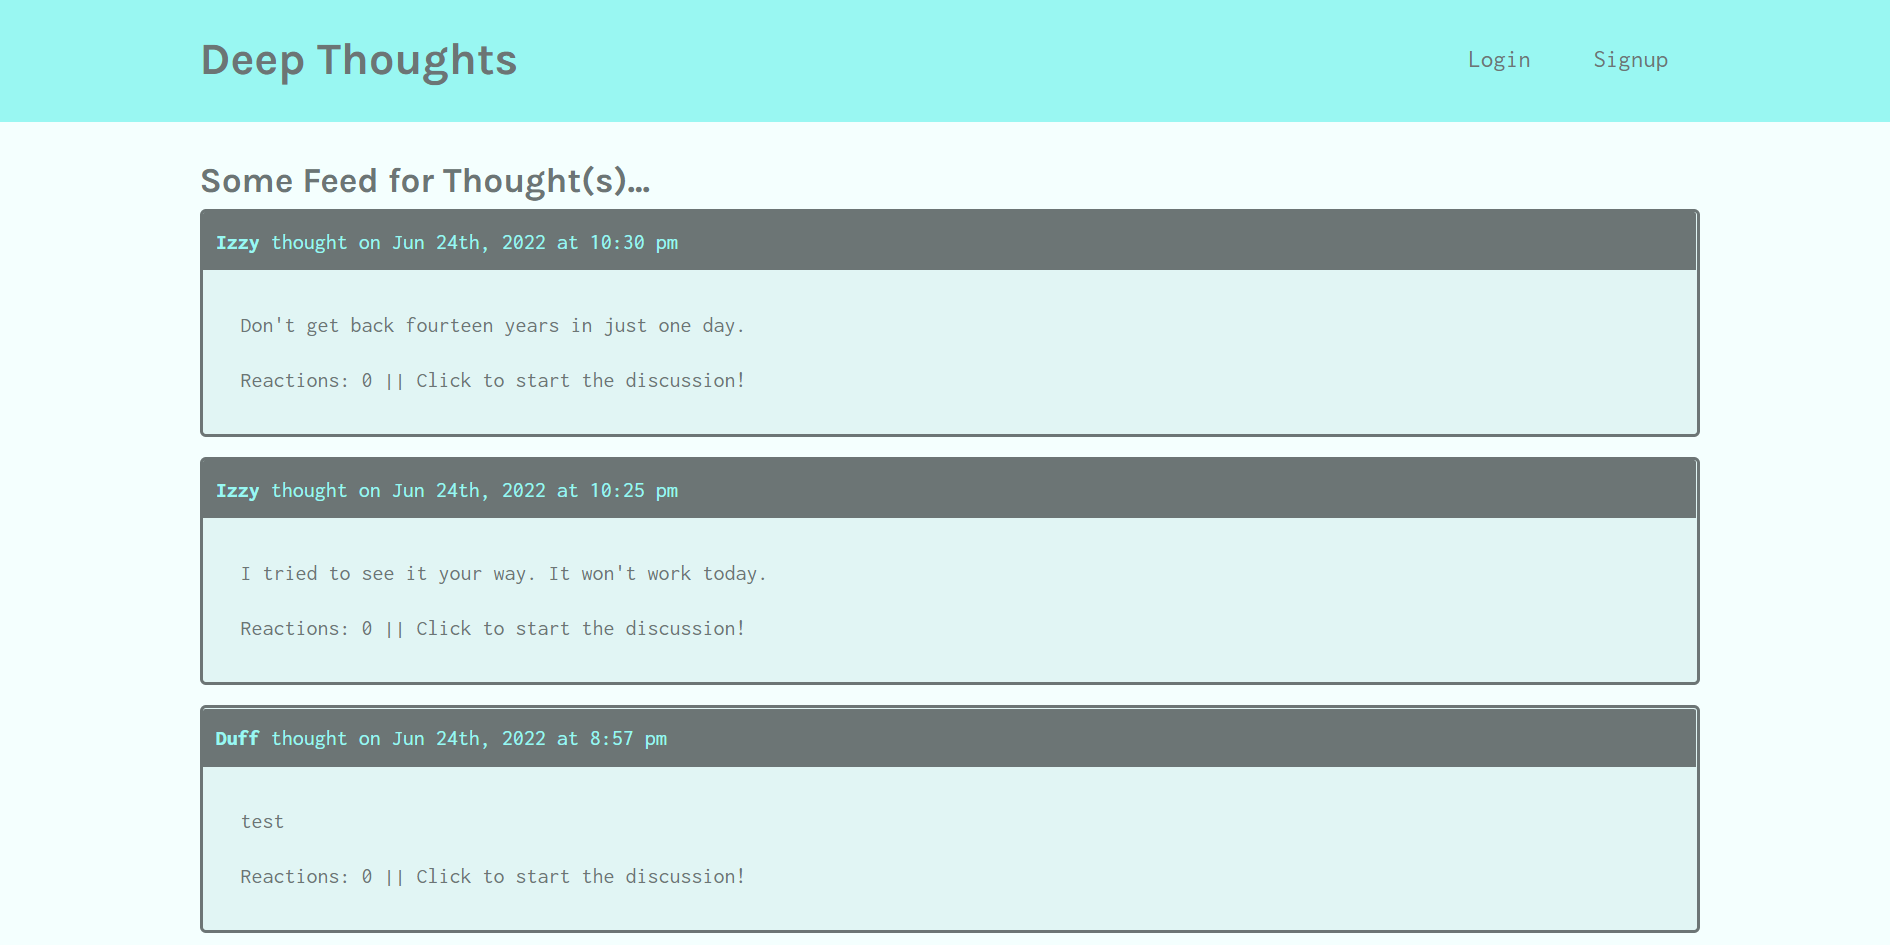 Deep Thoughts
Login
Signup
Some Feed for Thought(s)...
Izzy thought on Jun 24th, 2022 at 10:30 pm
Don't get back fourteen years in just one day.
Reactions: 0 || Click to start the discussion!
Izzy thought on Jun 24th, 2022 at 10:25 pm
I tried to see it your way. It won't work today.
Reactions: 0 || Click to start the discussion!
Duff thought on Jun 24th, 2022 at 8:57 pm
test
Reactions: 0 || Click to start the discussion!